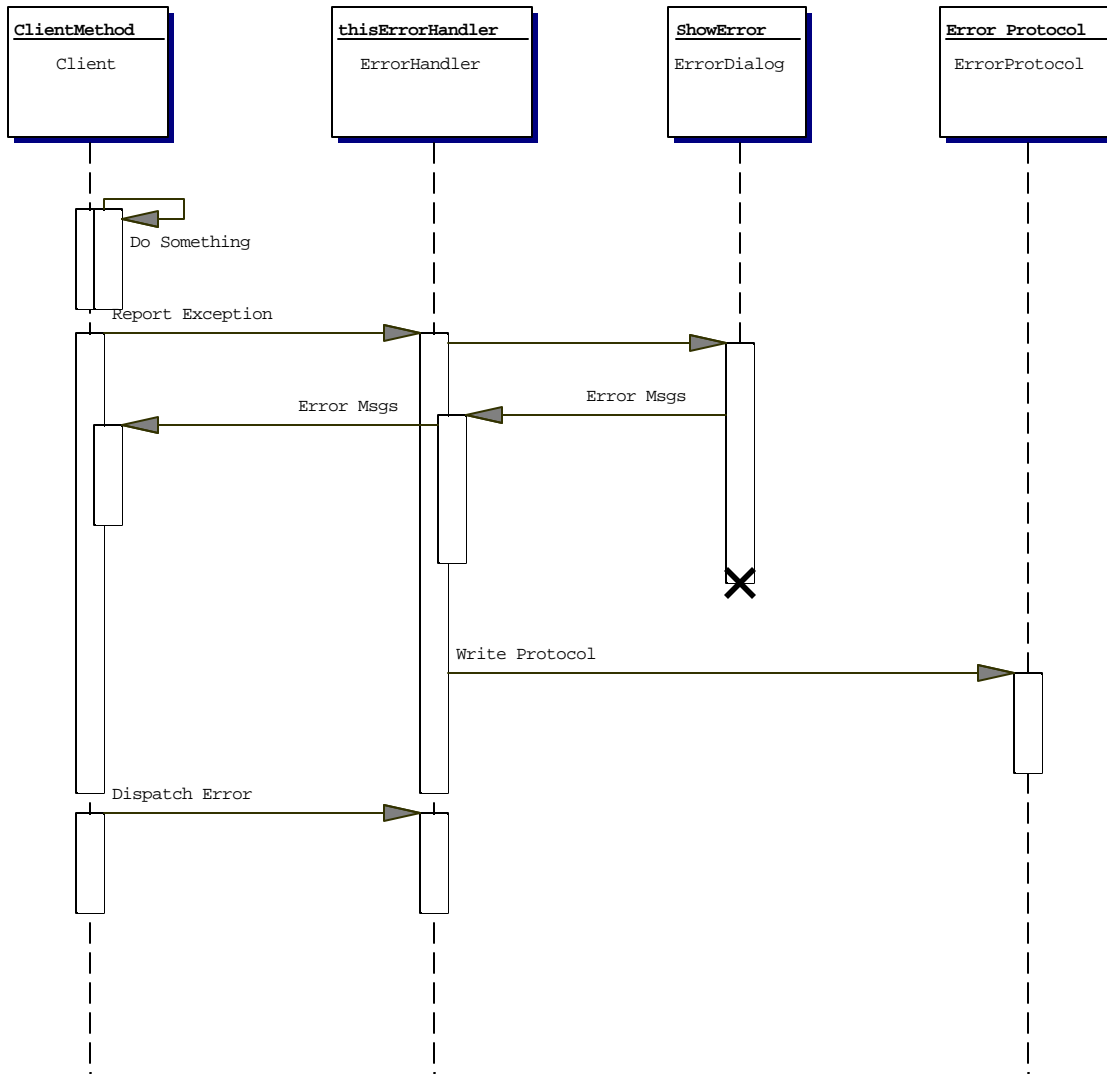 ClientMethod
Client
thisErrorHandler
ErrorHandler
ShowError
ErrorDialog
Error Protocol
ErrorProtocol
Do Something
Report Exception
Error Msgs
Error Msgs
Write Protocol
Dispatch Error